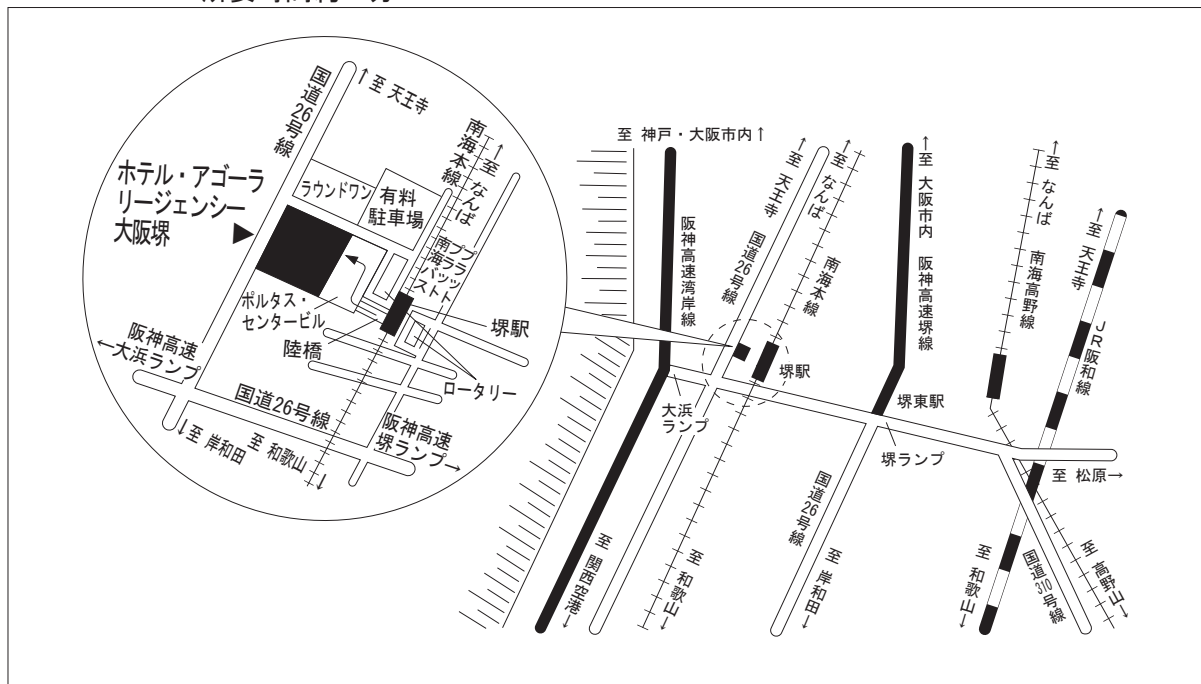 国道26号線
↑至 天王寺
南海本線
↑至 なんば
ホテル・アゴーラ
リージェンシー
大阪堺
ラウンドワン
有料
駐車場
南海バス
プラットプラット
ポルタス・
センタービル
堺駅
陸橋
ロータリー
阪神高速
←大浜ランプ
国道26号線
阪神高速
堺ランプ→
↓至 岸和田
至 和歌山↓
至 神戸・大阪市内↑
阪神高速湾岸線
↑至 天王寺
国道26号線
↑至 なんば
南海本線
↑至 大阪市内
阪神高速堺線
↑至 なんば
南海高野線
↑至 天王寺
JR阪和線
堺駅
大浜
ランプ
堺東駅
堺ランプ
至 松原→
国道26号線
至 関西空港↓
至 和歌山↓
至 岸和田↓
至 和歌山↓
国道310号線
至 高野山↓